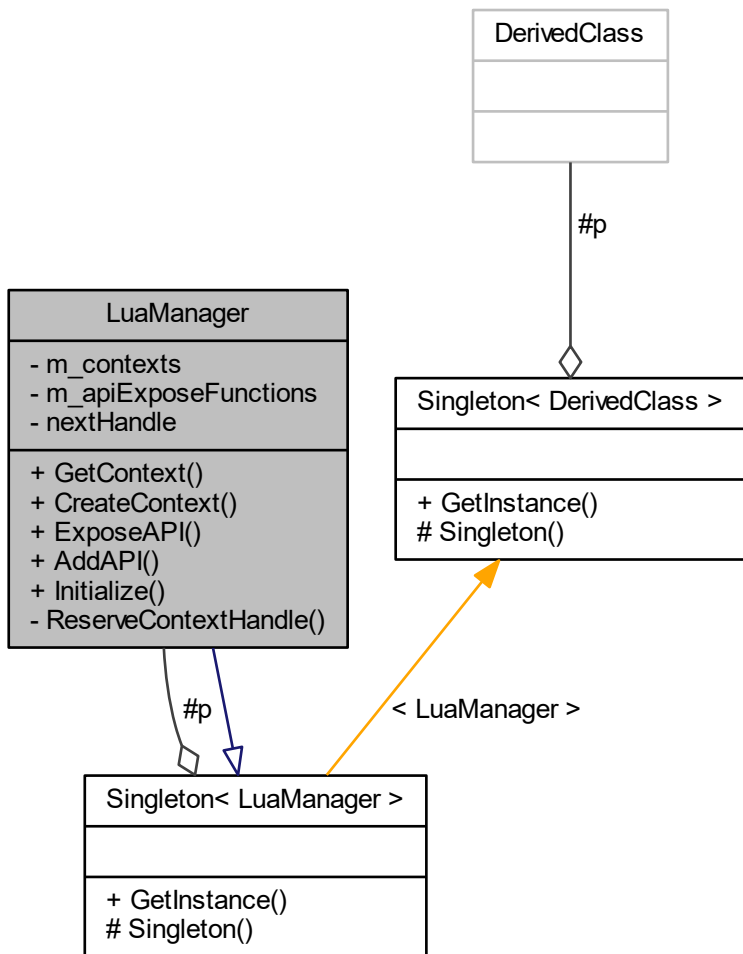 DerivedClass
#p
LuaManager
- m_contexts
- m_apiExposeFunctions
- nextHandle
+ GetContext()
+ CreateContext()
+ ExposeAPI()
+ AddAPI()
+ Initialize()
- ReserveContextHandle()
Singleton< DerivedClass >
+ GetInstance()
# Singleton()
#p
< LuaManager >
Singleton< LuaManager >
+ GetInstance()
# Singleton()